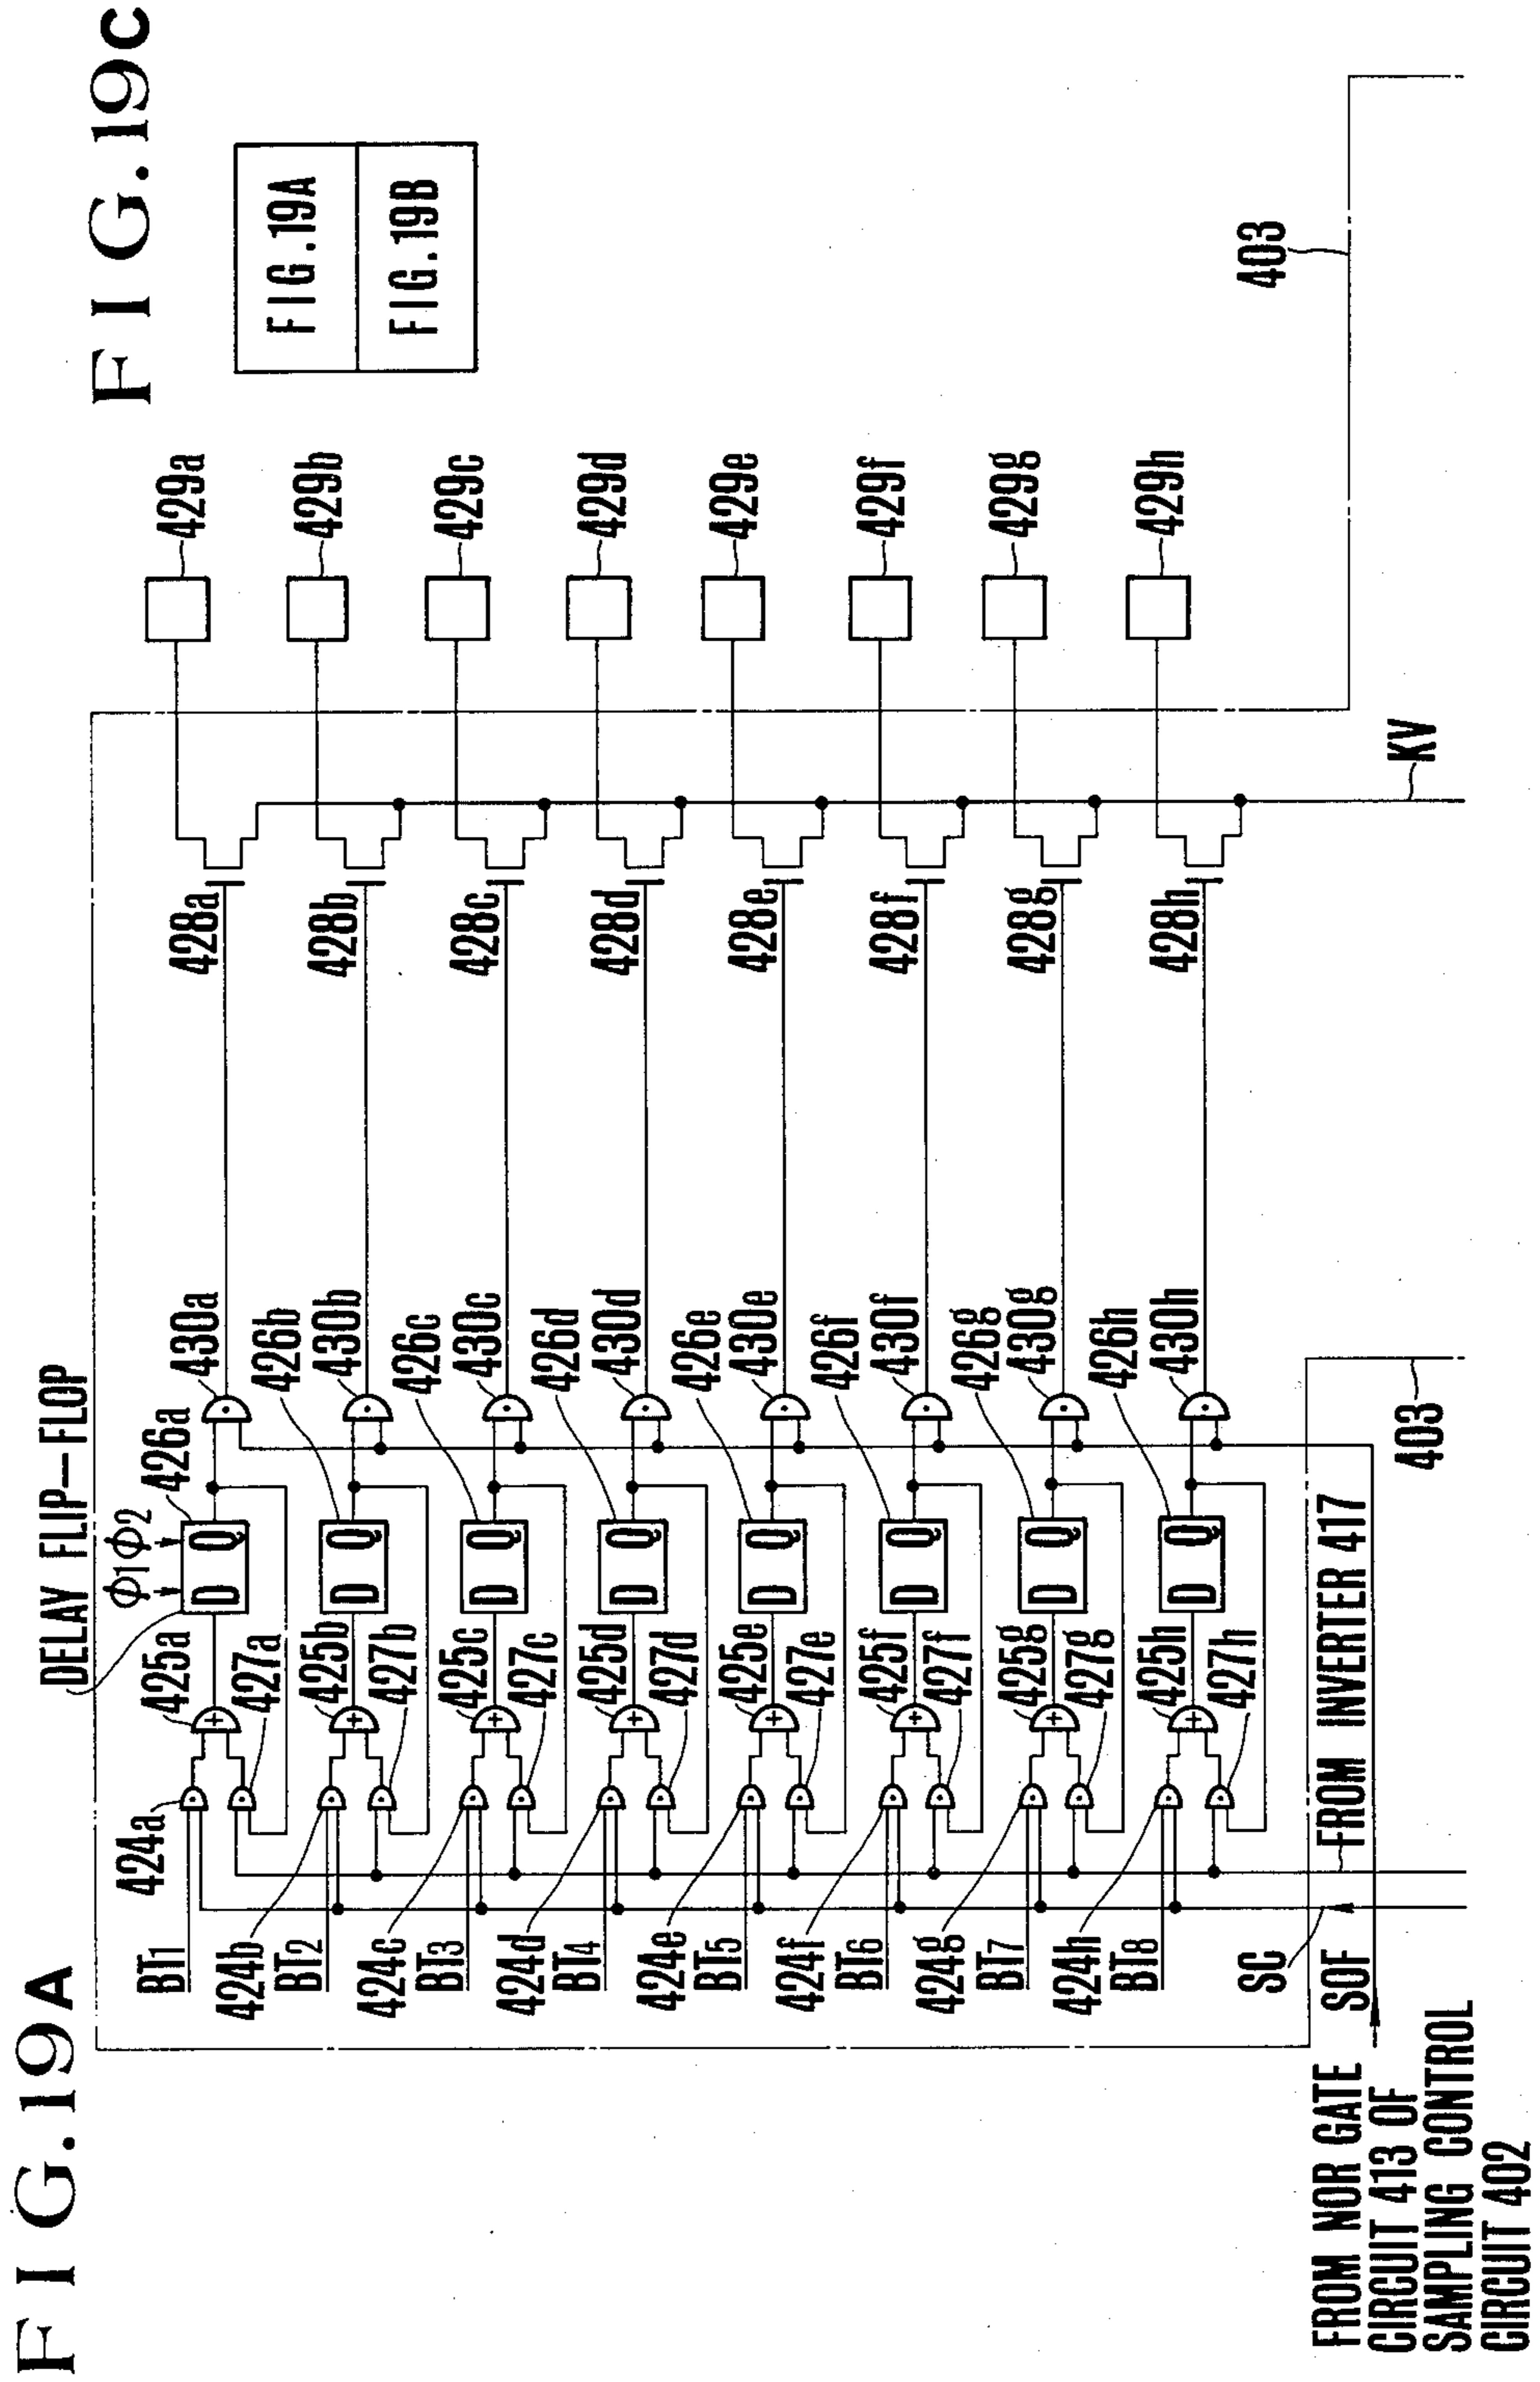 FIG.19A
FIG.19C
FIG.19A
FIG.19B
DELAY FLIP-FLOP
ϕ1 ϕ2
BT1
424a
425a
427a
426a
430a
428a
429a
424b
BT2
425b
427b
426b
430b
428b
429b
424c
BT3
425c
427c
426c
430c
428c
429c
424d
BT4
425d
427d
426d
430d
428d
429d
424e
BT5
425e
427e
426e
430e
428e
429e
424f
BT6
425f
427f
426f
430f
428f
429f
424g
BT7
425g
427g
426g
430g
428g
429g
424h
BT8
425h
427h
426h
430h
428h
429h
D Q
D Q
D Q
D Q
D Q
D Q
D Q
D Q
SC
SOF
FROM INVERTER 417
403
KV
403
FROM NOR GATE
CIRCUIT 413 OF
SAMPLING CONTROL
CIRCUIT 402